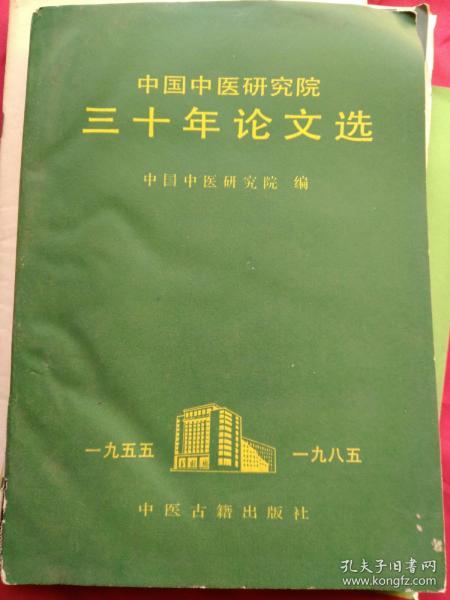 中国中医研究院
三十年论文选
中国中医研究院 编
一九五五 一九八五
中医古籍出版社
孔夫子旧书网
www.kongfz.com